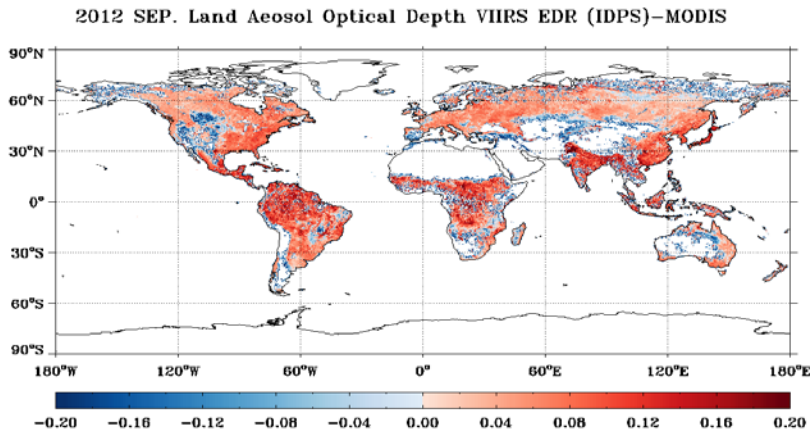 2012 SEP. Land Aeosol Optical Depth VIIRS EDR (IDPS)-MODIS
90°N
60°N
30°N
0°
30°S
60°S
90°S
180°W 120°W 60°W 0° 60°E 120°E 180°E
-0.20 -0.16 -0.12 -0.08 -0.04 0.00 0.04 0.08 0.12 0.16 0.20